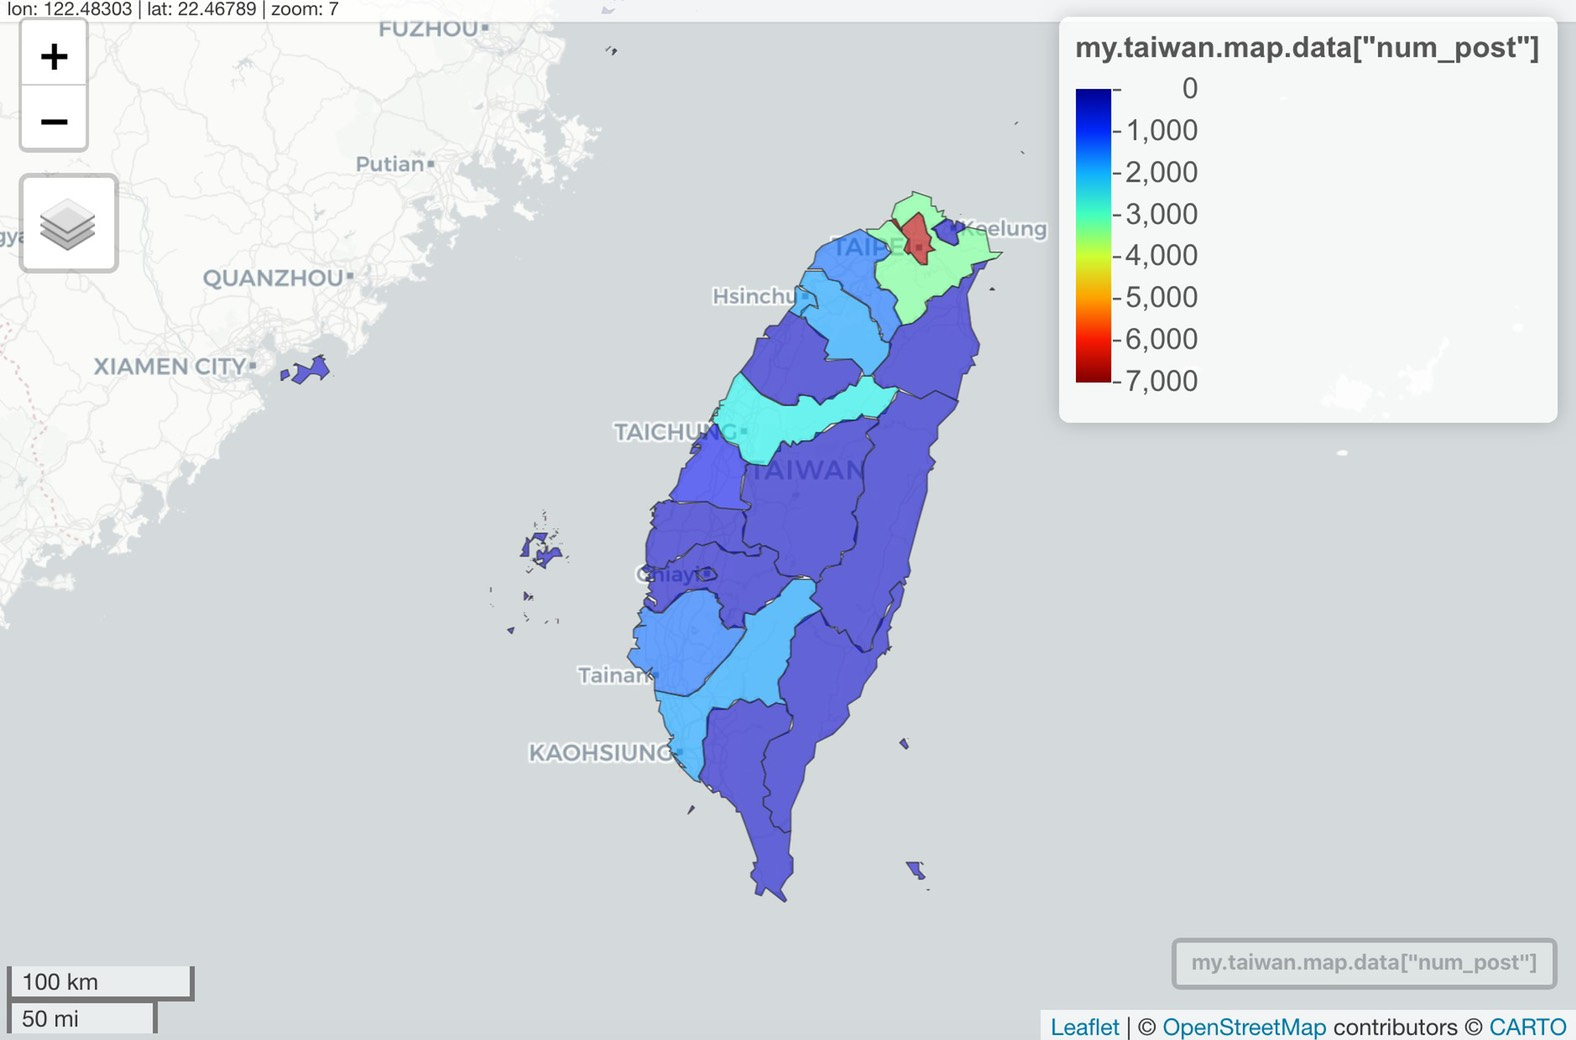 lon: 122.48303 | lat: 22.46789 | zoom: 7
+
−
my.taiwan.map.data["num_post"]
0
1,000
2,000
3,000
4,000
5,000
6,000
7,000
FUZHOU
Putian
QUANZHOU
XIAMEN CITY
Keelung
Hsinchu
TAICHUNG
TAIWAN
Chiayi
Tainan
KAOHSIUNG
100 km
50 mi
my.taiwan.map.data["num_post"]
Leaflet | © OpenStreetMap contributors © CARTO